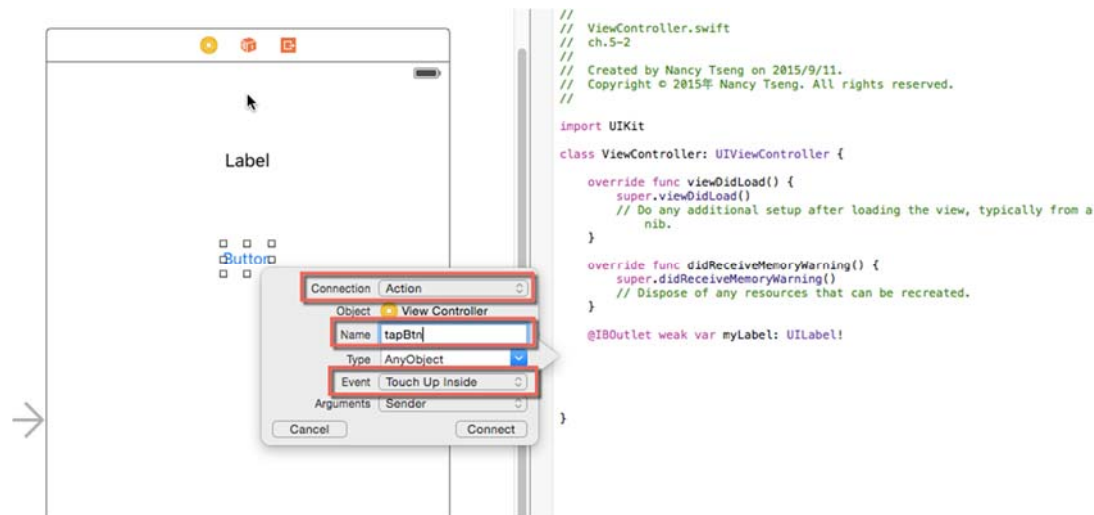 Label
Button
Connection Action
Object View Controller
Name tapBtn
Type AnyObject
Event Touch Up Inside
Arguments Sender
Cancel Connect
//
// ViewController.swift
// ch.5-2
//
// Created by Nancy Tseng on 2015/9/11.
// Copyright © 2015年 Nancy Tseng. All rights reserved.
//
import UIKit
class ViewController: UIViewController {
override func viewDidLoad() {
super.viewDidLoad()
// Do any additional setup after loading the view, typically from a
nib.
}
override func didReceiveMemoryWarning() {
super.didReceiveMemoryWarning()
// Dispose of any resources that can be recreated.
}
@IBOutlet weak var myLabel: UILabel!
}